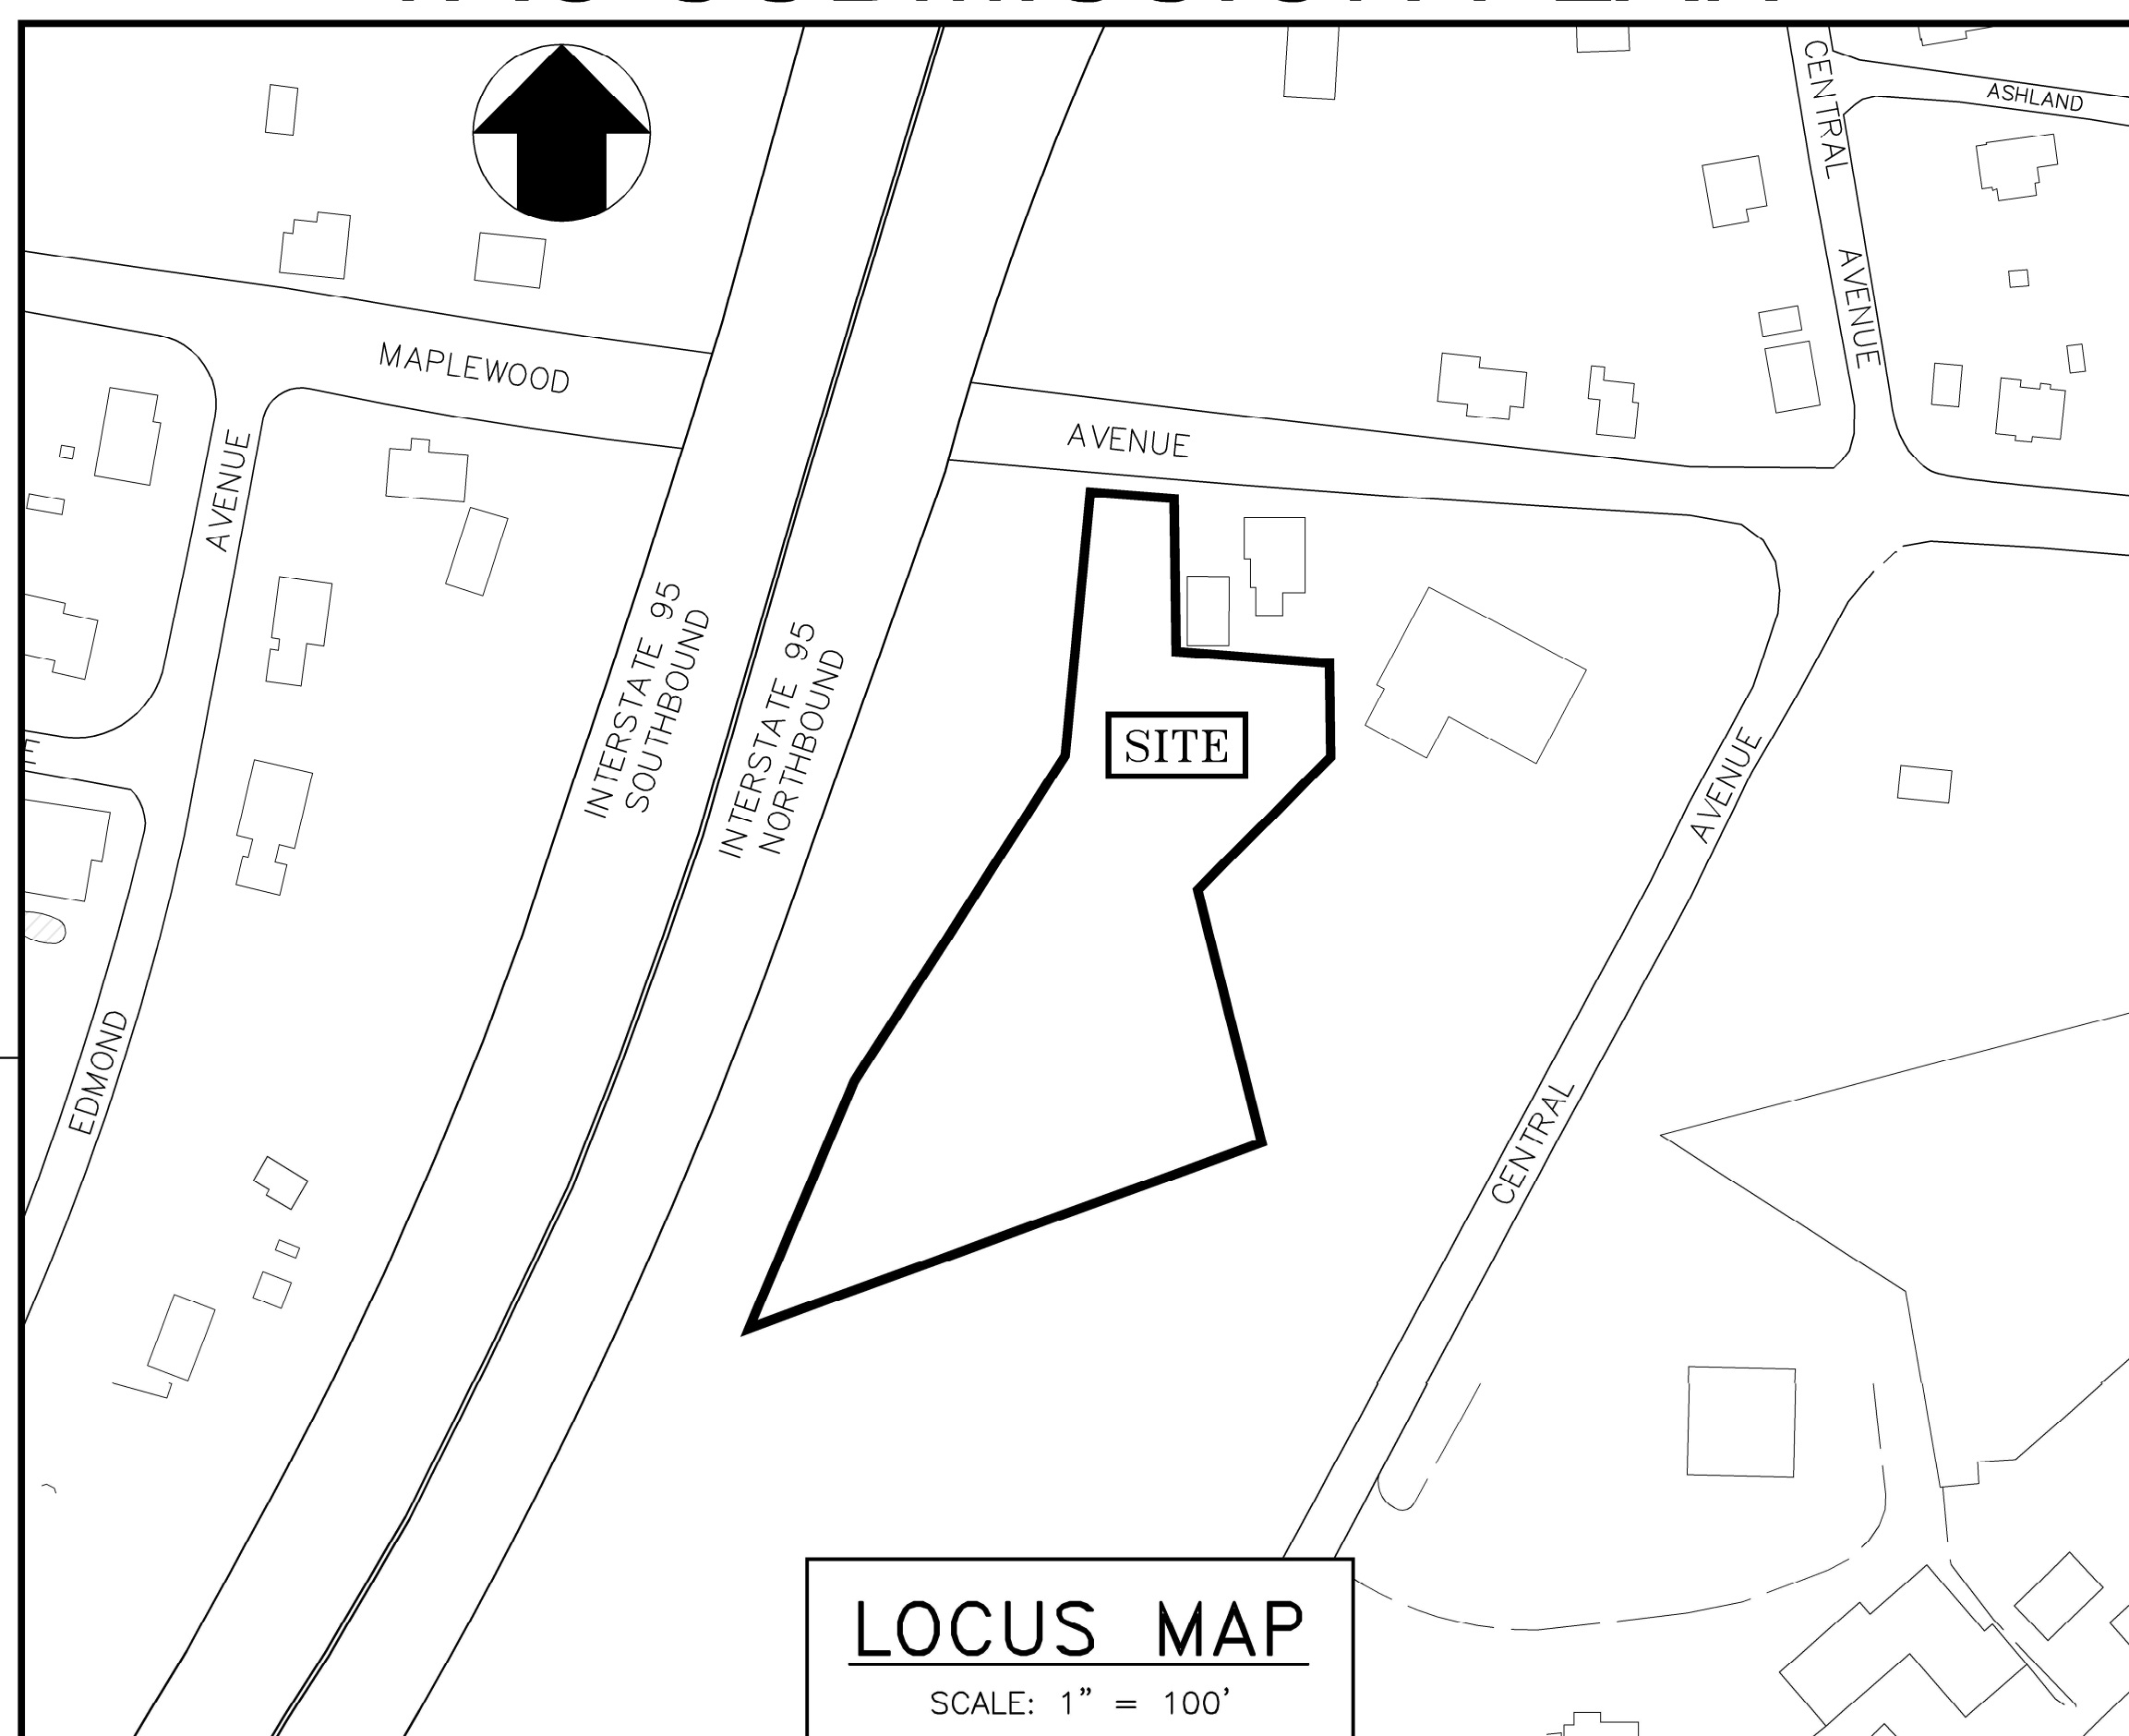 CENTRAL AVENUE
ASHLAND
MAPLEWOOD
AVENUE
AVENUE
INTERSTATE 95
SOUTHBOUND
INTERSTATE 95
NORTHBOUND
SITE
AVENUE
CENTRAL
EDMOND
LOCUS MAP
SCALE: 1" = 100'